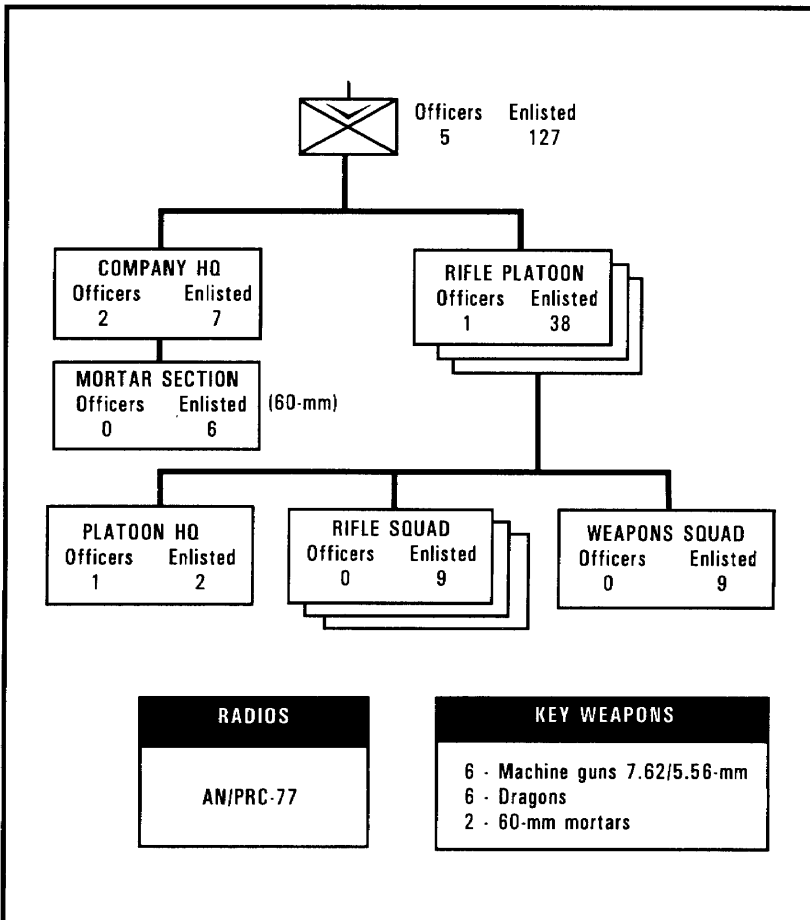 Officers Enlisted
5 127
COMPANY HQ
Officers Enlisted
2 7
RIFLE PLATOON
Officers Enlisted
1 38
MORTAR SECTION
Officers Enlisted (60-mm)
0 6
PLATOON HQ
Officers Enlisted
1 2
RIFLE SQUAD
Officers Enlisted
0 9
WEAPONS SQUAD
Officers Enlisted
0 9
RADIOS
AN/PRC-77
KEY WEAPONS
6 - Machine guns 7.62/5.56-mm
6 - Dragons
2 - 60-mm mortars